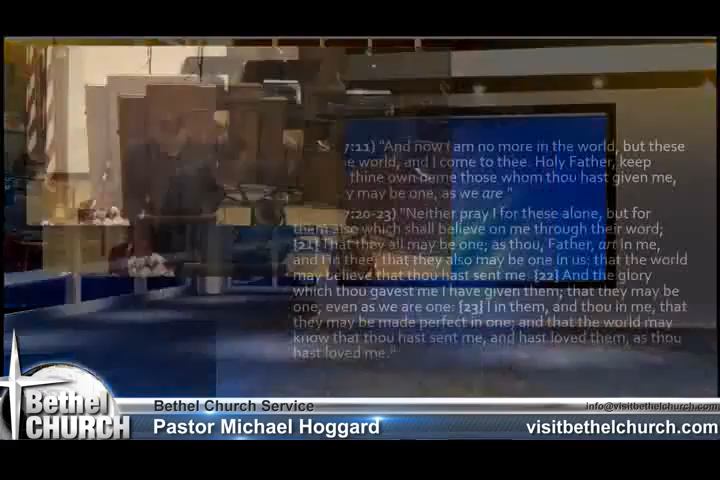 7:11) "And now I am no more in the world, but these
world, and I come to thee. Holy Father, keep
thine own name those whom thou hast given me,
may be one, as we are."
7:20-23) "Neither pray I for these alone, but for
them also which shall believe on me through their word;
[21] That they all may be one; as thou, Father, art in me,
and I in thee, that they also may be one in us: that the world
may believe that thou hast sent me. [22] And the glory
which thou gavest me I have given them; that they may be
one, even as we are one: [23] I in them, and thou in me, that
they may be made perfect in one; and that the world may
know that thou hast sent me, and hast loved them, as thou
hast loved me."
Bethel
CHURCH
Bethel Church Service
info@visitbethelchurch.com
Pastor Michael Hoggard
visitbethelchurch.com